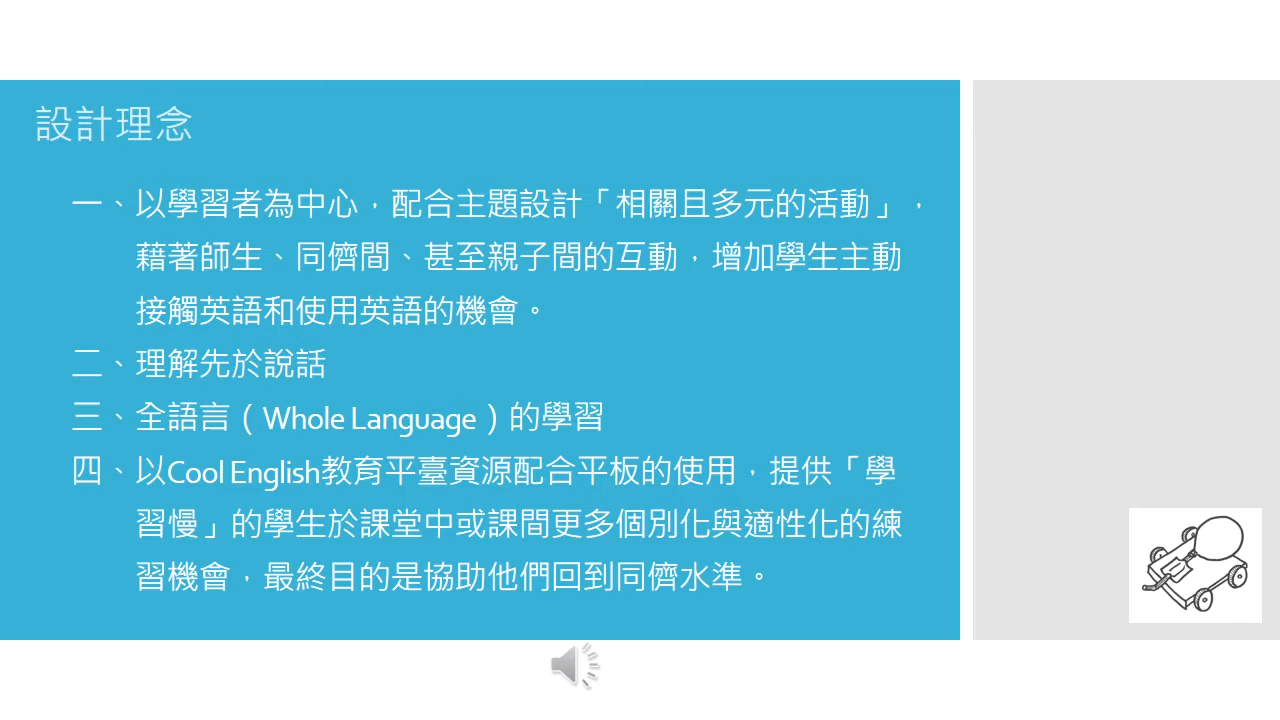 設計理念
一、以學習者為中心，配合主題設計「相關且多元的活動」，
藉著師生、同儕間、甚至親子間的互動，增加學生主動
接觸英語和使用英語的機會。
二、理解先於說話
三、全語言（Whole Language）的學習
四、以Cool English教育平臺資源配合平板的使用，提供「學
習慢」的學生於課堂中或課間更多個別化與適性化的練
習機會，最終目的是協助他們回到同儕水準。